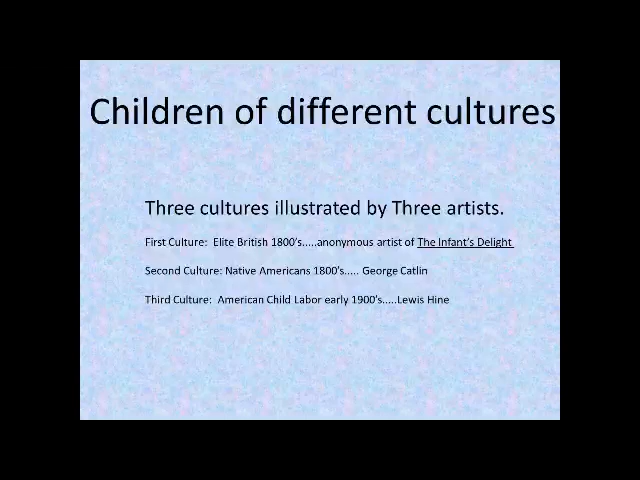 Children of different cultures
Three cultures illustrated by Three artists.
First Culture:  Elite British 1800's.....anonymous artist of The Infant's Delight
Second Culture: Native Americans 1800's..... George Catlin
Third Culture:  American Child Labor early 1900's.....Lewis Hine